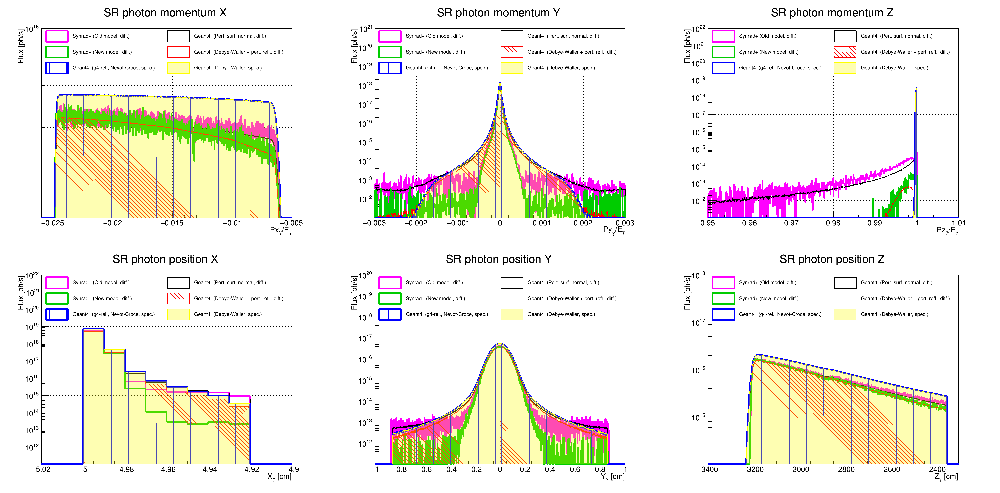 SR photon momentum X
Flux [ph/s]
10^16
Synrad+ (Old model, diff.)
Geant4 (Pert. surf. normal, diff.)
Synrad+ (New model, diff.)
Geant4 (Debye-Waller + pert. refl., diff.)
Geant4 (g4-rel., Nevot-Croce, spec.)
Geant4 (Debye-Waller, spec.)
−0.025 −0.02 −0.015 −0.01 −0.005
Pxγ/Eγ
SR photon momentum Y
Flux [ph/s]
10^21
10^20
10^19
10^18
10^17
10^16
10^15
10^14
10^13
10^12
Synrad+ (Old model, diff.)
Geant4 (Pert. surf. normal, diff.)
Synrad+ (New model, diff.)
Geant4 (Debye-Waller + pert. refl., diff.)
Geant4 (g4-rel., Nevot-Croce, spec.)
Geant4 (Debye-Waller, spec.)
−0.003 −0.002 −0.001 0 0.001 0.002 0.003
Pyγ/Eγ
SR photon momentum Z
Flux [ph/s]
10^22
10^21
10^20
10^19
10^18
10^17
10^16
10^15
10^14
10^13
10^12
Synrad+ (Old model, diff.)
Geant4 (Pert. surf. normal, diff.)
Synrad+ (New model, diff.)
Geant4 (Debye-Waller + pert. refl., diff.)
Geant4 (g4-rel., Nevot-Croce, spec.)
Geant4 (Debye-Waller, spec.)
0.95 0.96 0.97 0.98 0.99 1 1.01
Pzγ/Eγ
SR photon position X
Flux [ph/s]
10^22
10^21
10^20
10^19
10^18
10^17
10^16
10^15
10^14
10^13
10^12
Synrad+ (Old model, diff.)
Geant4 (Pert. surf. normal, diff.)
Synrad+ (New model, diff.)
Geant4 (Debye-Waller + pert. refl., diff.)
Geant4 (g4-rel., Nevot-Croce, spec.)
Geant4 (Debye-Waller, spec.)
−5.02 −5 −4.98 −4.96 −4.94 −4.92 −4.9
Xγ [cm]
SR photon position Y
Flux [ph/s]
10^20
10^19
10^18
10^17
10^16
10^15
10^14
10^13
10^12
Synrad+ (Old model, diff.)
Geant4 (Pert. surf. normal, diff.)
Synrad+ (New model, diff.)
Geant4 (Debye-Waller + pert. refl., diff.)
Geant4 (g4-rel., Nevot-Croce, spec.)
Geant4 (Debye-Waller, spec.)
−1 −0.8 −0.6 −0.4 −0.2 0 0.2 0.4 0.6 0.8 1
Yγ [cm]
SR photon position Z
Flux [ph/s]
10^18
10^17
10^16
10^15
Synrad+ (Old model, diff.)
Geant4 (Pert. surf. normal, diff.)
Synrad+ (New model, diff.)
Geant4 (Debye-Waller + pert. refl., diff.)
Geant4 (g4-rel., Nevot-Croce, spec.)
Geant4 (Debye-Waller, spec.)
−3400 −3200 −3000 −2800 −2600 −2400
Zγ [cm]